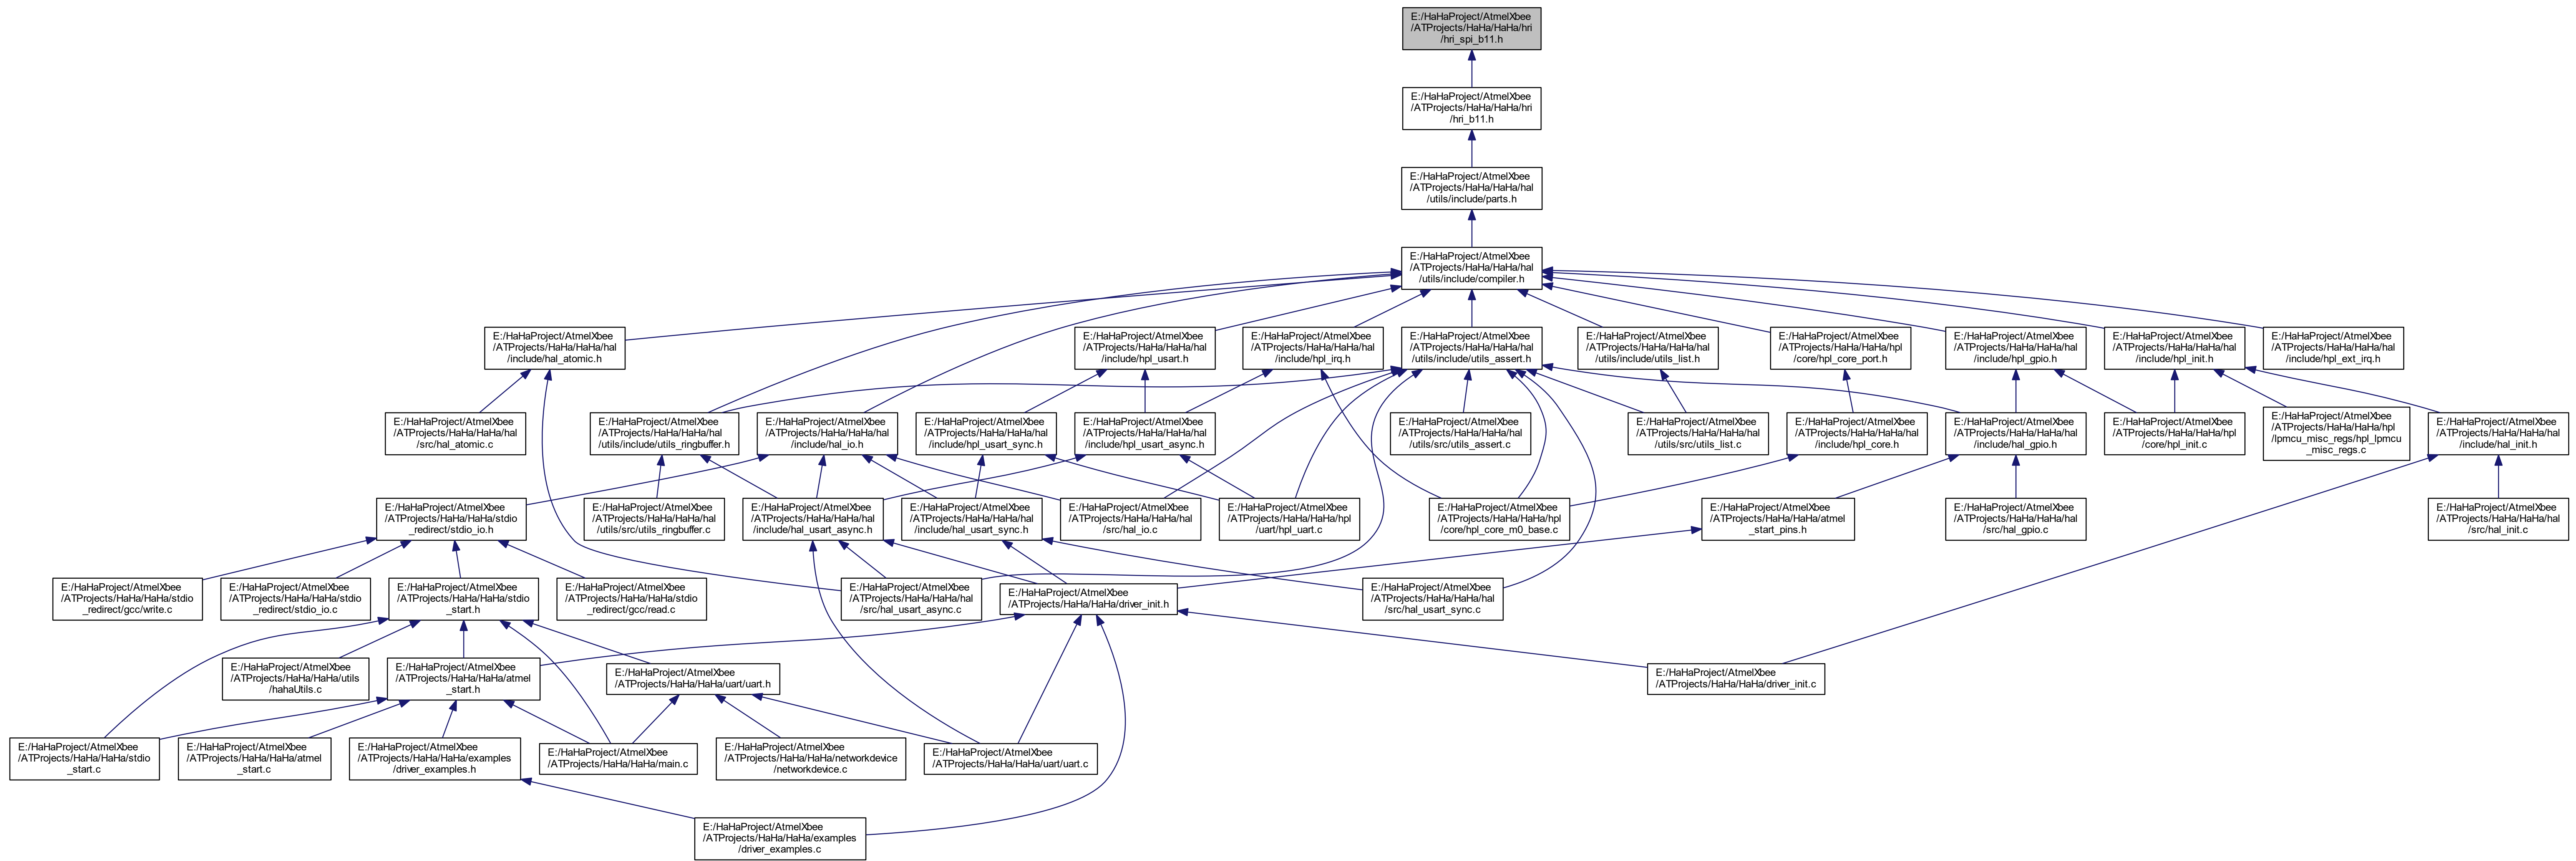 E:/HaHaProject/AtmelXbee
/ATProjects/HaHa/HaHa/hri
/hri_spi_b11.h
E:/HaHaProject/AtmelXbee
/ATProjects/HaHa/HaHa/hri
/hri_b11.h
E:/HaHaProject/AtmelXbee
/ATProjects/HaHa/HaHa/hal
/utils/include/parts.h
E:/HaHaProject/AtmelXbee
/ATProjects/HaHa/HaHa/hal
/utils/include/compiler.h
E:/HaHaProject/AtmelXbee
/ATProjects/HaHa/HaHa/hal
/include/hal_atomic.h
E:/HaHaProject/AtmelXbee
/ATProjects/HaHa/HaHa/hal
/include/hpl_usart.h
E:/HaHaProject/AtmelXbee
/ATProjects/HaHa/HaHa/hal
/include/hpl_irq.h
E:/HaHaProject/AtmelXbee
/ATProjects/HaHa/HaHa/hal
/utils/include/utils_assert.h
E:/HaHaProject/AtmelXbee
/ATProjects/HaHa/HaHa/hal
/utils/include/utils_list.h
E:/HaHaProject/AtmelXbee
/ATProjects/HaHa/HaHa/hpl
/core/hpl_core_port.h
E:/HaHaProject/AtmelXbee
/ATProjects/HaHa/HaHa/hal
/include/hpl_gpio.h
E:/HaHaProject/AtmelXbee
/ATProjects/HaHa/HaHa/hal
/include/hpl_init.h
E:/HaHaProject/AtmelXbee
/ATProjects/HaHa/HaHa/hal
/include/hpl_ext_irq.h
E:/HaHaProject/AtmelXbee
/ATProjects/HaHa/HaHa/hal
/src/hal_atomic.c
E:/HaHaProject/AtmelXbee
/ATProjects/HaHa/HaHa/hal
/utils/include/utils_ringbuffer.h
E:/HaHaProject/AtmelXbee
/ATProjects/HaHa/HaHa/hal
/include/hal_io.h
E:/HaHaProject/AtmelXbee
/ATProjects/HaHa/HaHa/hal
/include/hpl_usart_sync.h
E:/HaHaProject/AtmelXbee
/ATProjects/HaHa/HaHa/hal
/include/hpl_usart_async.h
E:/HaHaProject/AtmelXbee
/ATProjects/HaHa/HaHa/hal
/utils/src/utils_assert.c
E:/HaHaProject/AtmelXbee
/ATProjects/HaHa/HaHa/hal
/utils/src/utils_list.c
E:/HaHaProject/AtmelXbee
/ATProjects/HaHa/HaHa/hal
/include/hpl_core.h
E:/HaHaProject/AtmelXbee
/ATProjects/HaHa/HaHa/hal
/include/hal_gpio.h
E:/HaHaProject/AtmelXbee
/ATProjects/HaHa/HaHa/hpl
/core/hpl_init.c
E:/HaHaProject/AtmelXbee
/ATProjects/HaHa/HaHa/hpl
/lpmcu_misc_regs/hpl_lpmcu
_misc_regs.c
E:/HaHaProject/AtmelXbee
/ATProjects/HaHa/HaHa/hal
/include/hal_init.h
E:/HaHaProject/AtmelXbee
/ATProjects/HaHa/HaHa/stdio
_redirect/stdio_io.h
E:/HaHaProject/AtmelXbee
/ATProjects/HaHa/HaHa/hal
/utils/src/utils_ringbuffer.c
E:/HaHaProject/AtmelXbee
/ATProjects/HaHa/HaHa/hal
/include/hal_usart_async.h
E:/HaHaProject/AtmelXbee
/ATProjects/HaHa/HaHa/hal
/include/hal_usart_sync.h
E:/HaHaProject/AtmelXbee
/ATProjects/HaHa/HaHa/hal
/src/hal_io.c
E:/HaHaProject/AtmelXbee
/ATProjects/HaHa/HaHa/hpl
/uart/hpl_uart.c
E:/HaHaProject/AtmelXbee
/ATProjects/HaHa/HaHa/hpl
/core/hpl_core_m0_base.c
E:/HaHaProject/AtmelXbee
/ATProjects/HaHa/HaHa/atmel
_start_pins.h
E:/HaHaProject/AtmelXbee
/ATProjects/HaHa/HaHa/hal
/src/hal_gpio.c
E:/HaHaProject/AtmelXbee
/ATProjects/HaHa/HaHa/hal
/src/hal_init.c
E:/HaHaProject/AtmelXbee
/ATProjects/HaHa/HaHa/stdio
_redirect/gcc/write.c
E:/HaHaProject/AtmelXbee
/ATProjects/HaHa/HaHa/stdio
_redirect/stdio_io.c
E:/HaHaProject/AtmelXbee
/ATProjects/HaHa/HaHa/stdio
_start.h
E:/HaHaProject/AtmelXbee
/ATProjects/HaHa/HaHa/stdio
_redirect/gcc/read.c
E:/HaHaProject/AtmelXbee
/ATProjects/HaHa/HaHa/hal
/src/hal_usart_async.c
E:/HaHaProject/AtmelXbee
/ATProjects/HaHa/HaHa/driver_init.h
E:/HaHaProject/AtmelXbee
/ATProjects/HaHa/HaHa/hal
/src/hal_usart_sync.c
E:/HaHaProject/AtmelXbee
/ATProjects/HaHa/HaHa/utils
/hahaUtils.c
E:/HaHaProject/AtmelXbee
/ATProjects/HaHa/HaHa/atmel
_start.h
E:/HaHaProject/AtmelXbee
/ATProjects/HaHa/HaHa/uart/uart.h
E:/HaHaProject/AtmelXbee
/ATProjects/HaHa/HaHa/driver_init.c
E:/HaHaProject/AtmelXbee
/ATProjects/HaHa/HaHa/stdio
_start.c
E:/HaHaProject/AtmelXbee
/ATProjects/HaHa/HaHa/atmel
_start.c
E:/HaHaProject/AtmelXbee
/ATProjects/HaHa/HaHa/examples
/driver_examples.h
E:/HaHaProject/AtmelXbee
/ATProjects/HaHa/HaHa/main.c
E:/HaHaProject/AtmelXbee
/ATProjects/HaHa/HaHa/networkdevice
/networkdevice.c
E:/HaHaProject/AtmelXbee
/ATProjects/HaHa/HaHa/uart/uart.c
E:/HaHaProject/AtmelXbee
/ATProjects/HaHa/HaHa/examples
/driver_examples.c